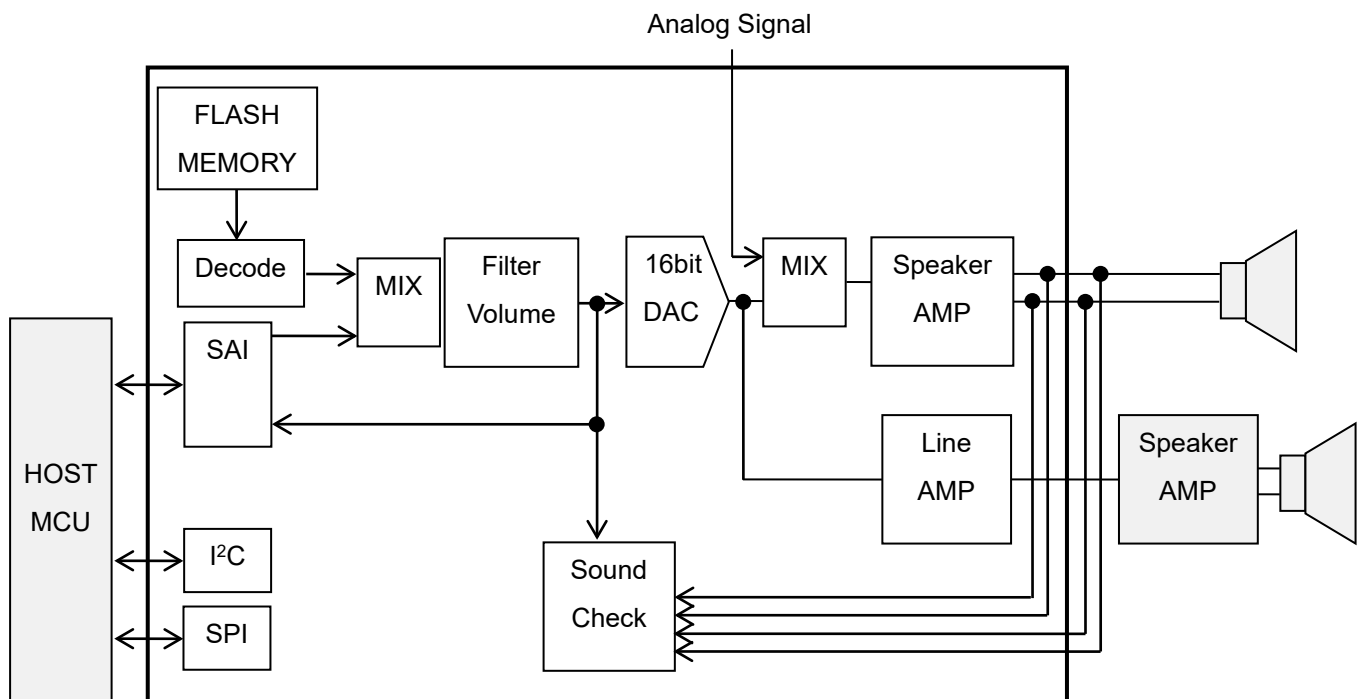 Analog Signal
FLASH
MEMORY
Decode
MIX
Filter
Volume
16bit
DAC
MIX
Speaker
AMP
SAI
HOST
MCU
Line
AMP
Speaker
AMP
I²C
SPI
Sound
Check